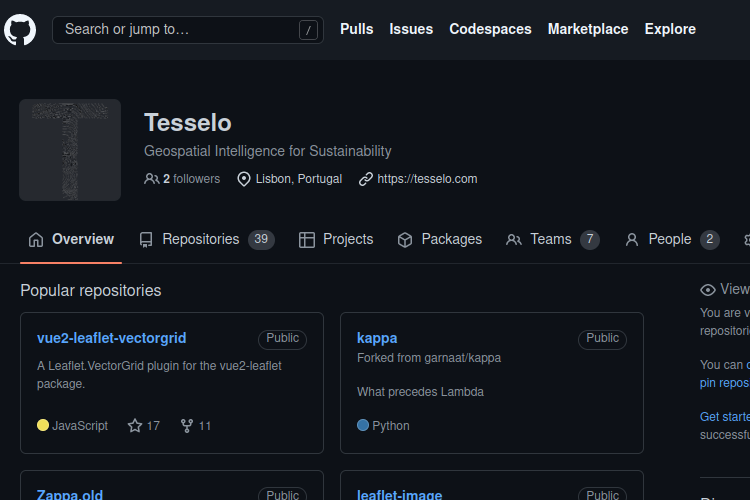 Search or jump to… /
Pulls Issues Codespaces Marketplace Explore
T
Tesselo
Geospatial Intelligence for Sustainability
2 followers Lisbon, Portugal https://tesselo.com
Overview Repositories 39 Projects Packages Teams 7 People 2
Popular repositories
View
vue2-leaflet-vectorgrid Public
A Leaflet.VectorGrid plugin for the vue2-leaflet
package.
JavaScript 17 11
kappa Public
Forked from garnaat/kappa
What precedes Lambda
Python
You are v
repositori
You can c
pin repos
Get starte
successfu
Zappa.old Public
leaflet-image Public